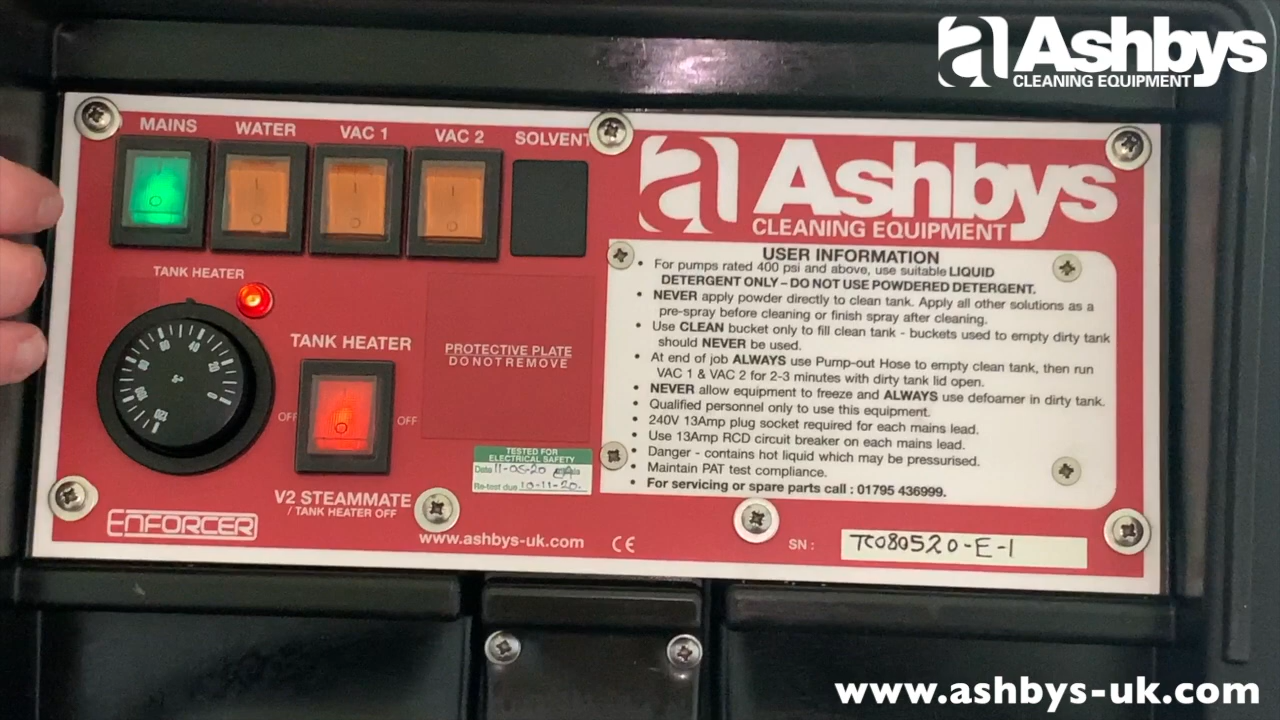 a Ashbys
CLEANING EQUIPMENT
MAINS WATER VAC 1 VAC 2 SOLVENT
TANK HEATER
TANK HEATER
OFF OFF
0 20 40 60 80 100 120
V2 STEAMMATE
/ TANK HEATER OFF
ENFORCER
PROTECTIVE PLATE
DO NOT REMOVE
TESTED FOR
ELECTRICAL SAFETY
Date 11-05-20
Re-test due 10-11-20.
www.ashbys-uk.com CE
a Ashbys
CLEANING EQUIPMENT
USER INFORMATION
• For pumps rated 400 psi and above, use suitable LIQUID
DETERGENT ONLY – DO NOT USE POWDERED DETERGENT.
• NEVER apply powder directly to clean tank. Apply all other solutions as a
pre-spray before cleaning or finish spray after cleaning.
• Use CLEAN bucket only to fill clean tank - buckets used to empty dirty tank
should NEVER be used.
• At end of job ALWAYS use Pump-out Hose to empty clean tank, then run
VAC 1 & VAC 2 for 2-3 minutes with dirty tank lid open.
• NEVER allow equipment to freeze and ALWAYS use defoamer in dirty tank.
• Qualified personnel only to use this equipment.
• 240V 13Amp plug socket required for each mains lead.
• Use 13Amp RCD circuit breaker on each mains lead.
• Danger - contains hot liquid which may be pressurised.
• Maintain PAT test compliance.
• For servicing or spare parts call : 01795 436999.
SN : TC080520-E-1
www.ashbys-uk.com